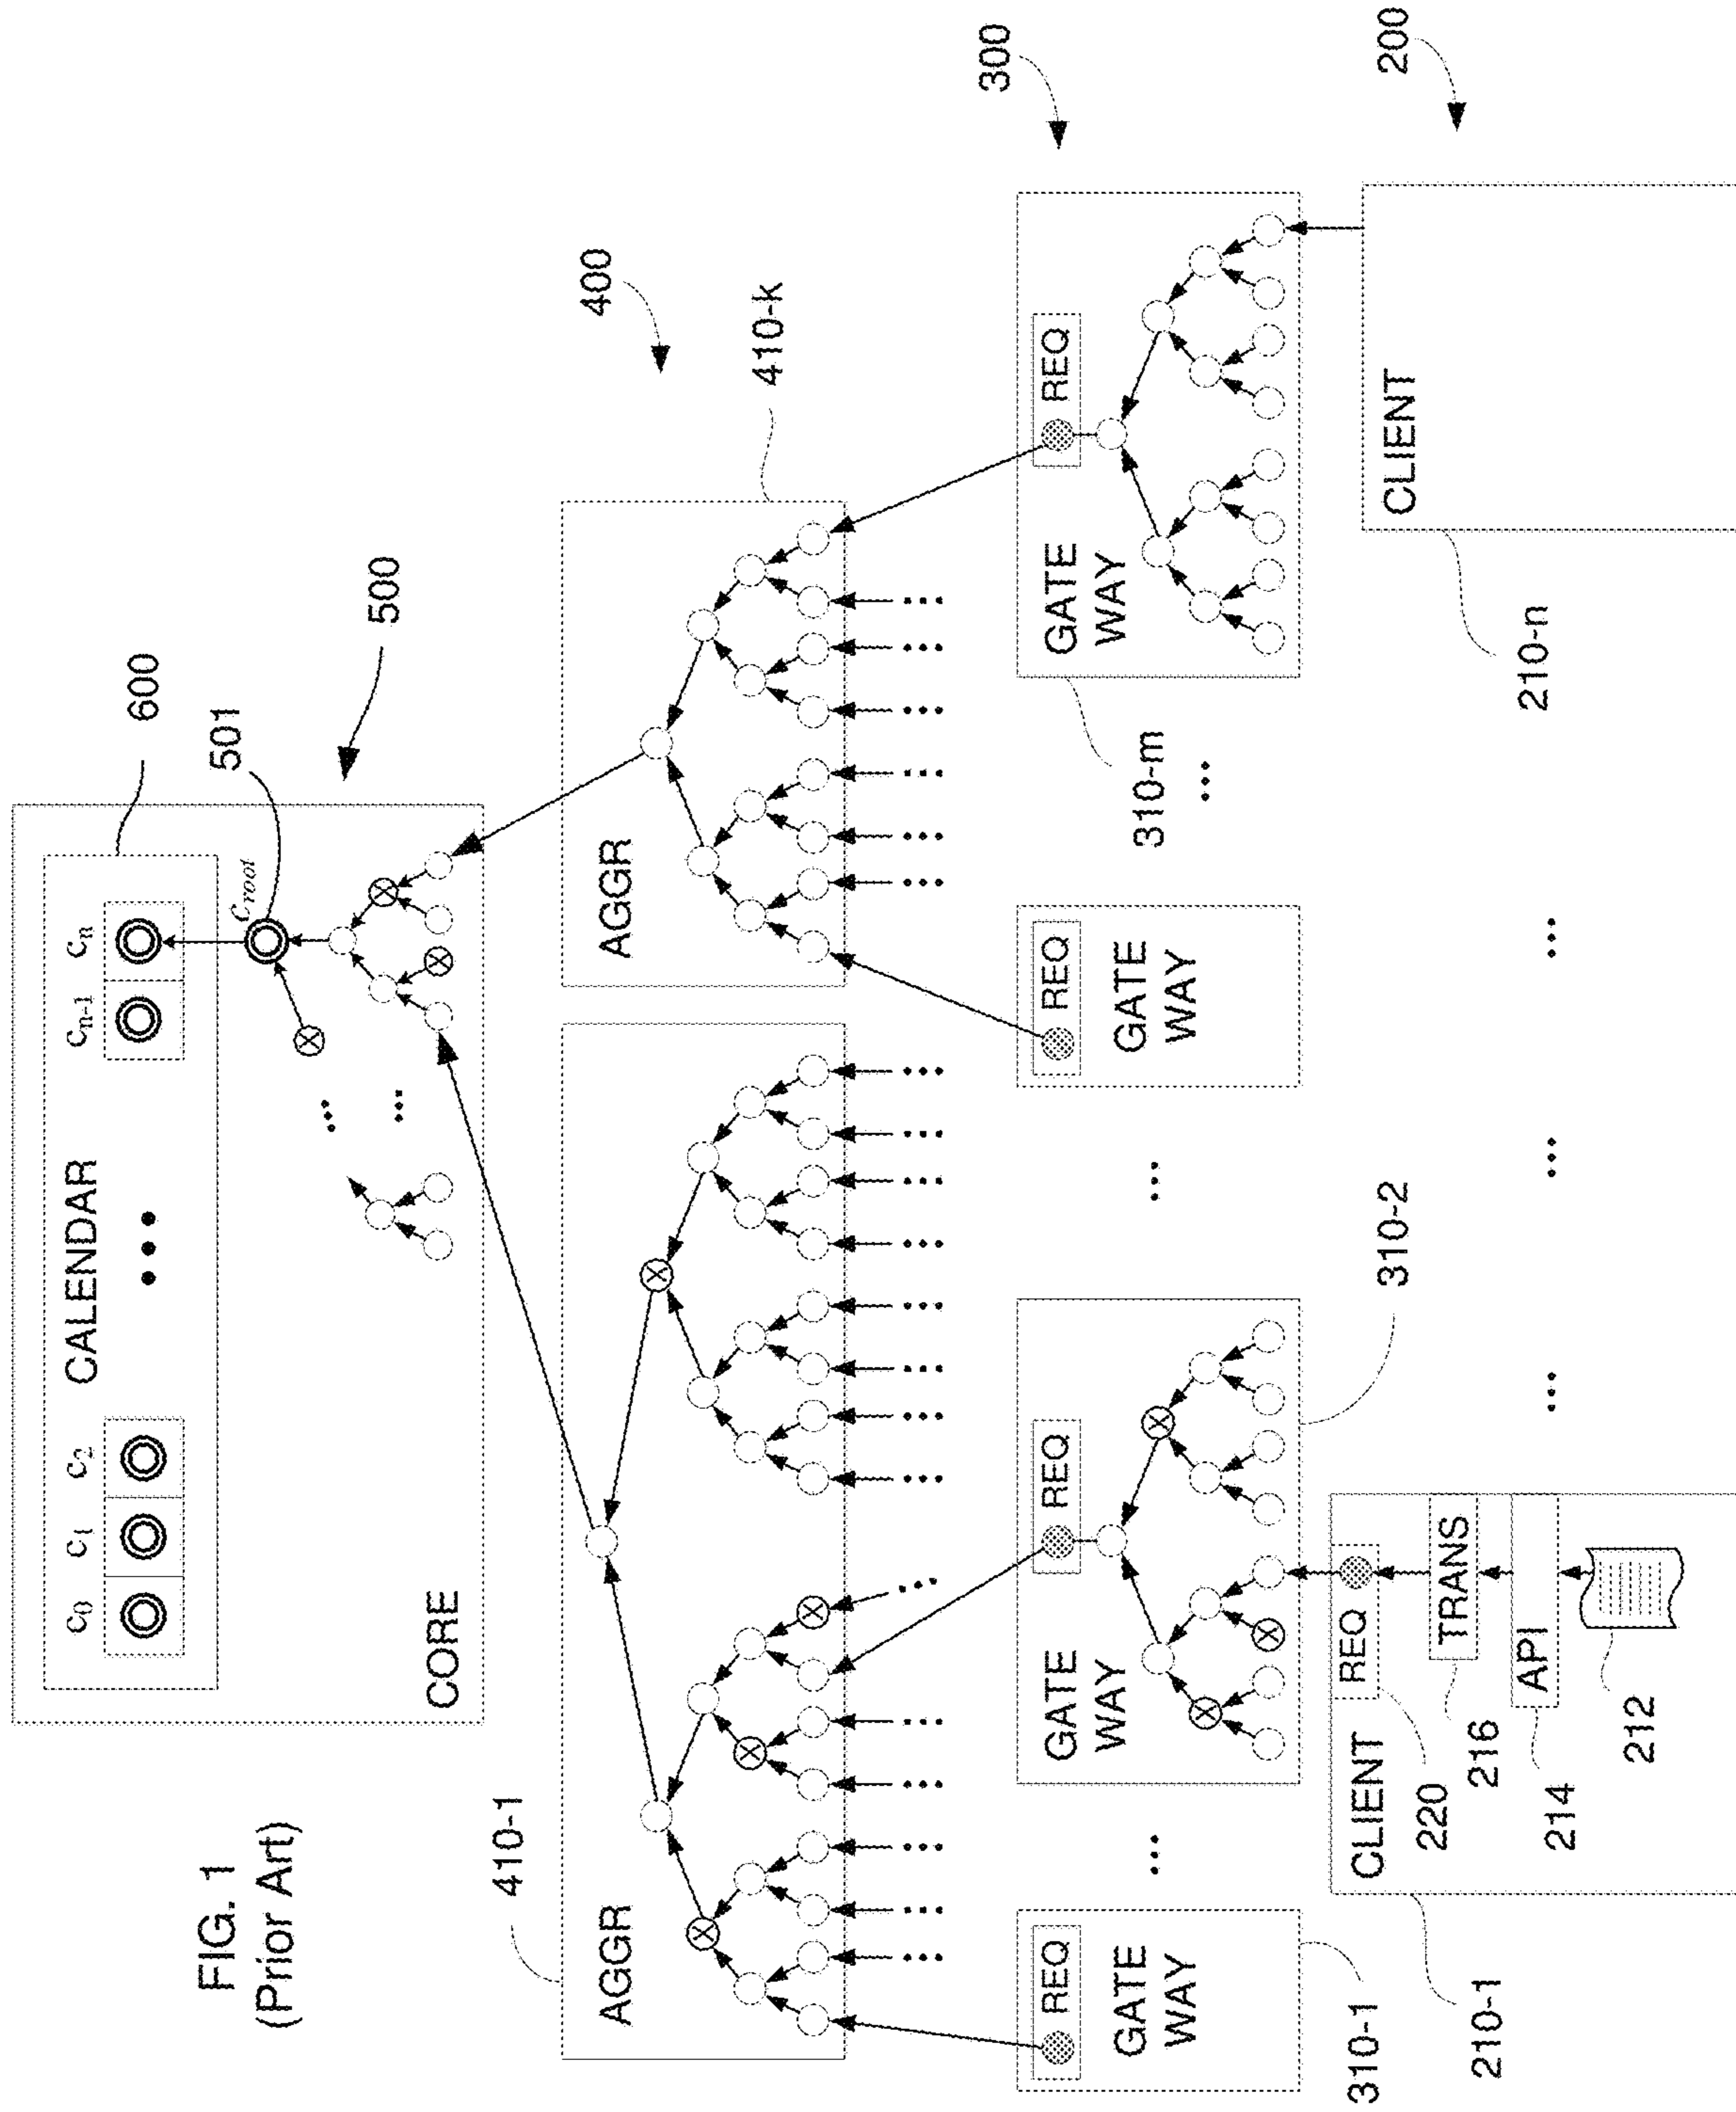 FIG. 1
(Prior Art)
CALENDAR
c0 c1 c2 ... cn-1 cn
600
croot
501
500
CORE
410-1
AGGR
AGGR
400
410-k
...
REQ
GATE
WAY
310-1
...
REQ
GATE
WAY
310-2
...
REQ
GATE
WAY
REQ
GATE
WAY
310-m
...
300
CLIENT
REQ
220
TRANS
216
API
214
212
210-1
... ... ...
CLIENT
210-n
200